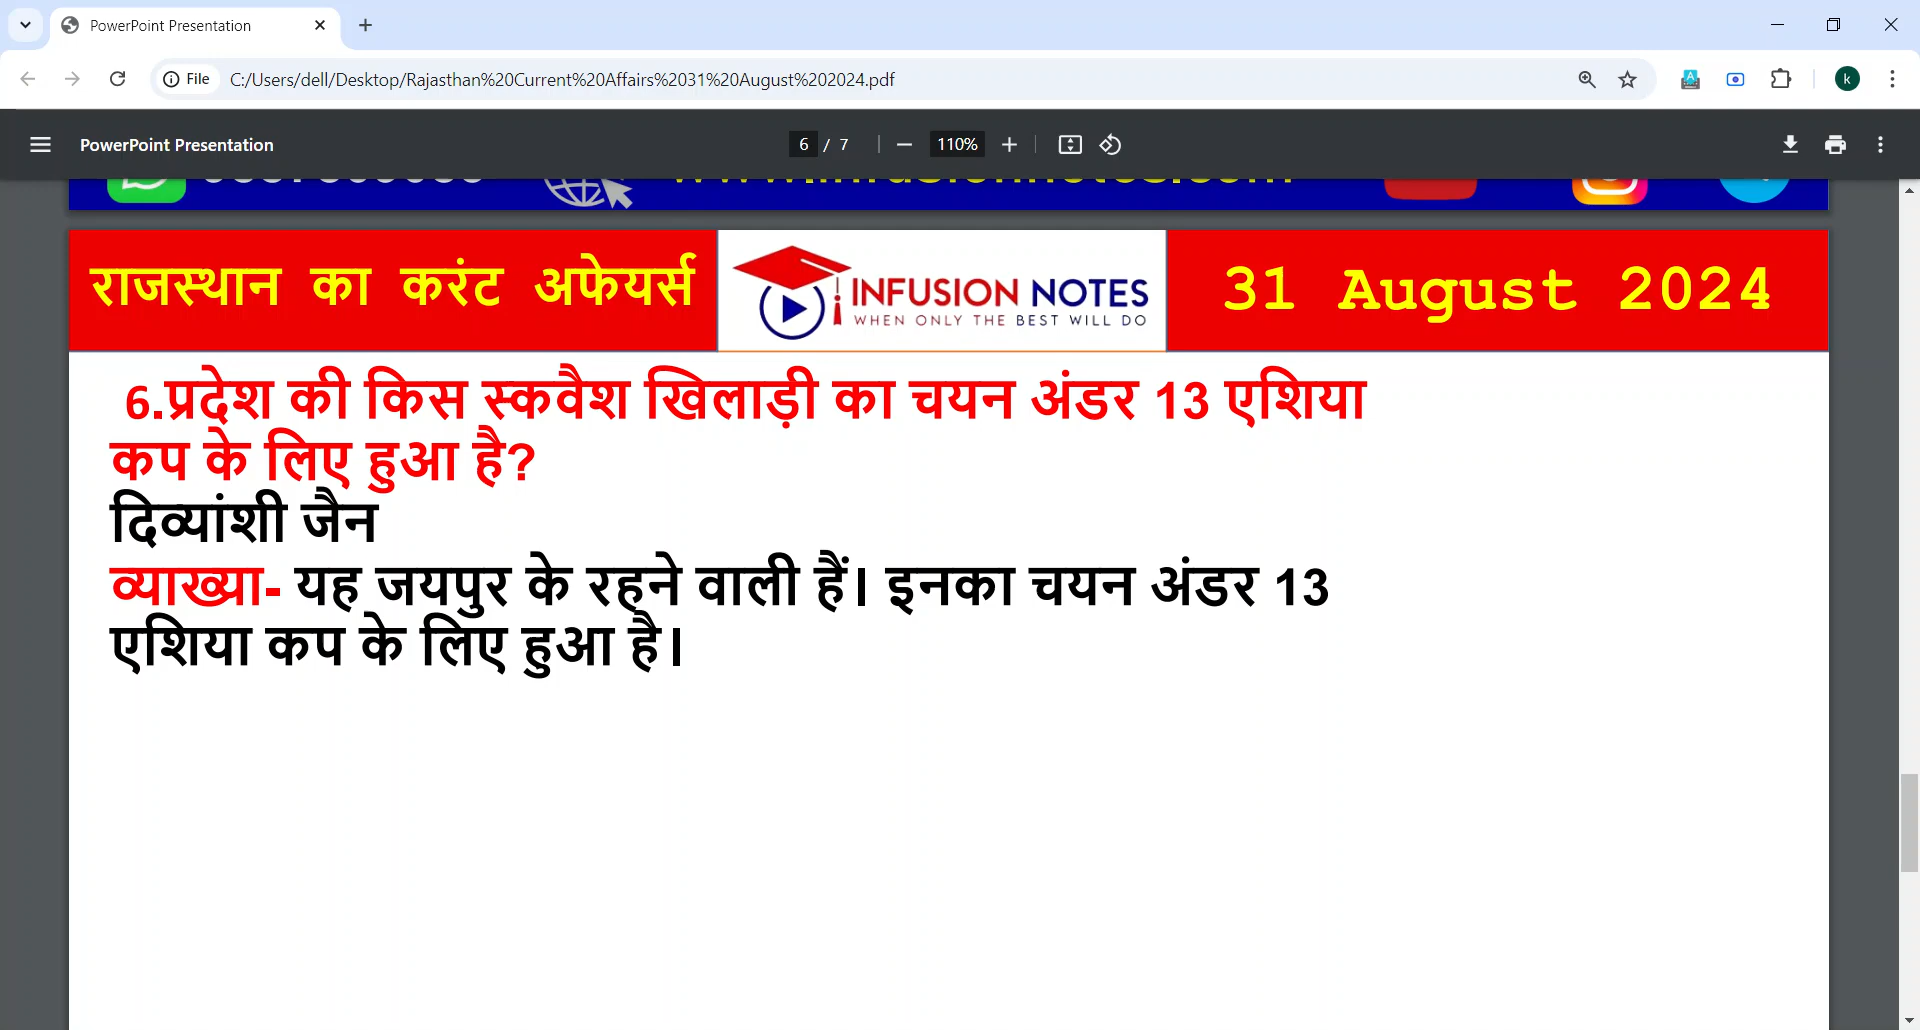 PowerPoint Presentation
File C:/Users/dell/Desktop/Rajasthan%20Current%20Affairs%2031%20August%202024.pdf
k
PowerPoint Presentation
6 / 7
110%
राजस्थान का करंट अफेयर्स
INFUSION NOTES
WHEN ONLY THE BEST WILL DO
31 August 2024
6.प्रदेश की किस स्कवैश खिलाड़ी का चयन अंडर 13 एशिया
कप के लिए हुआ है?
दिव्यांशी जैन
व्याख्या- यह जयपुर के रहने वाली हैं। इनका चयन अंडर 13
एशिया कप के लिए हुआ है।